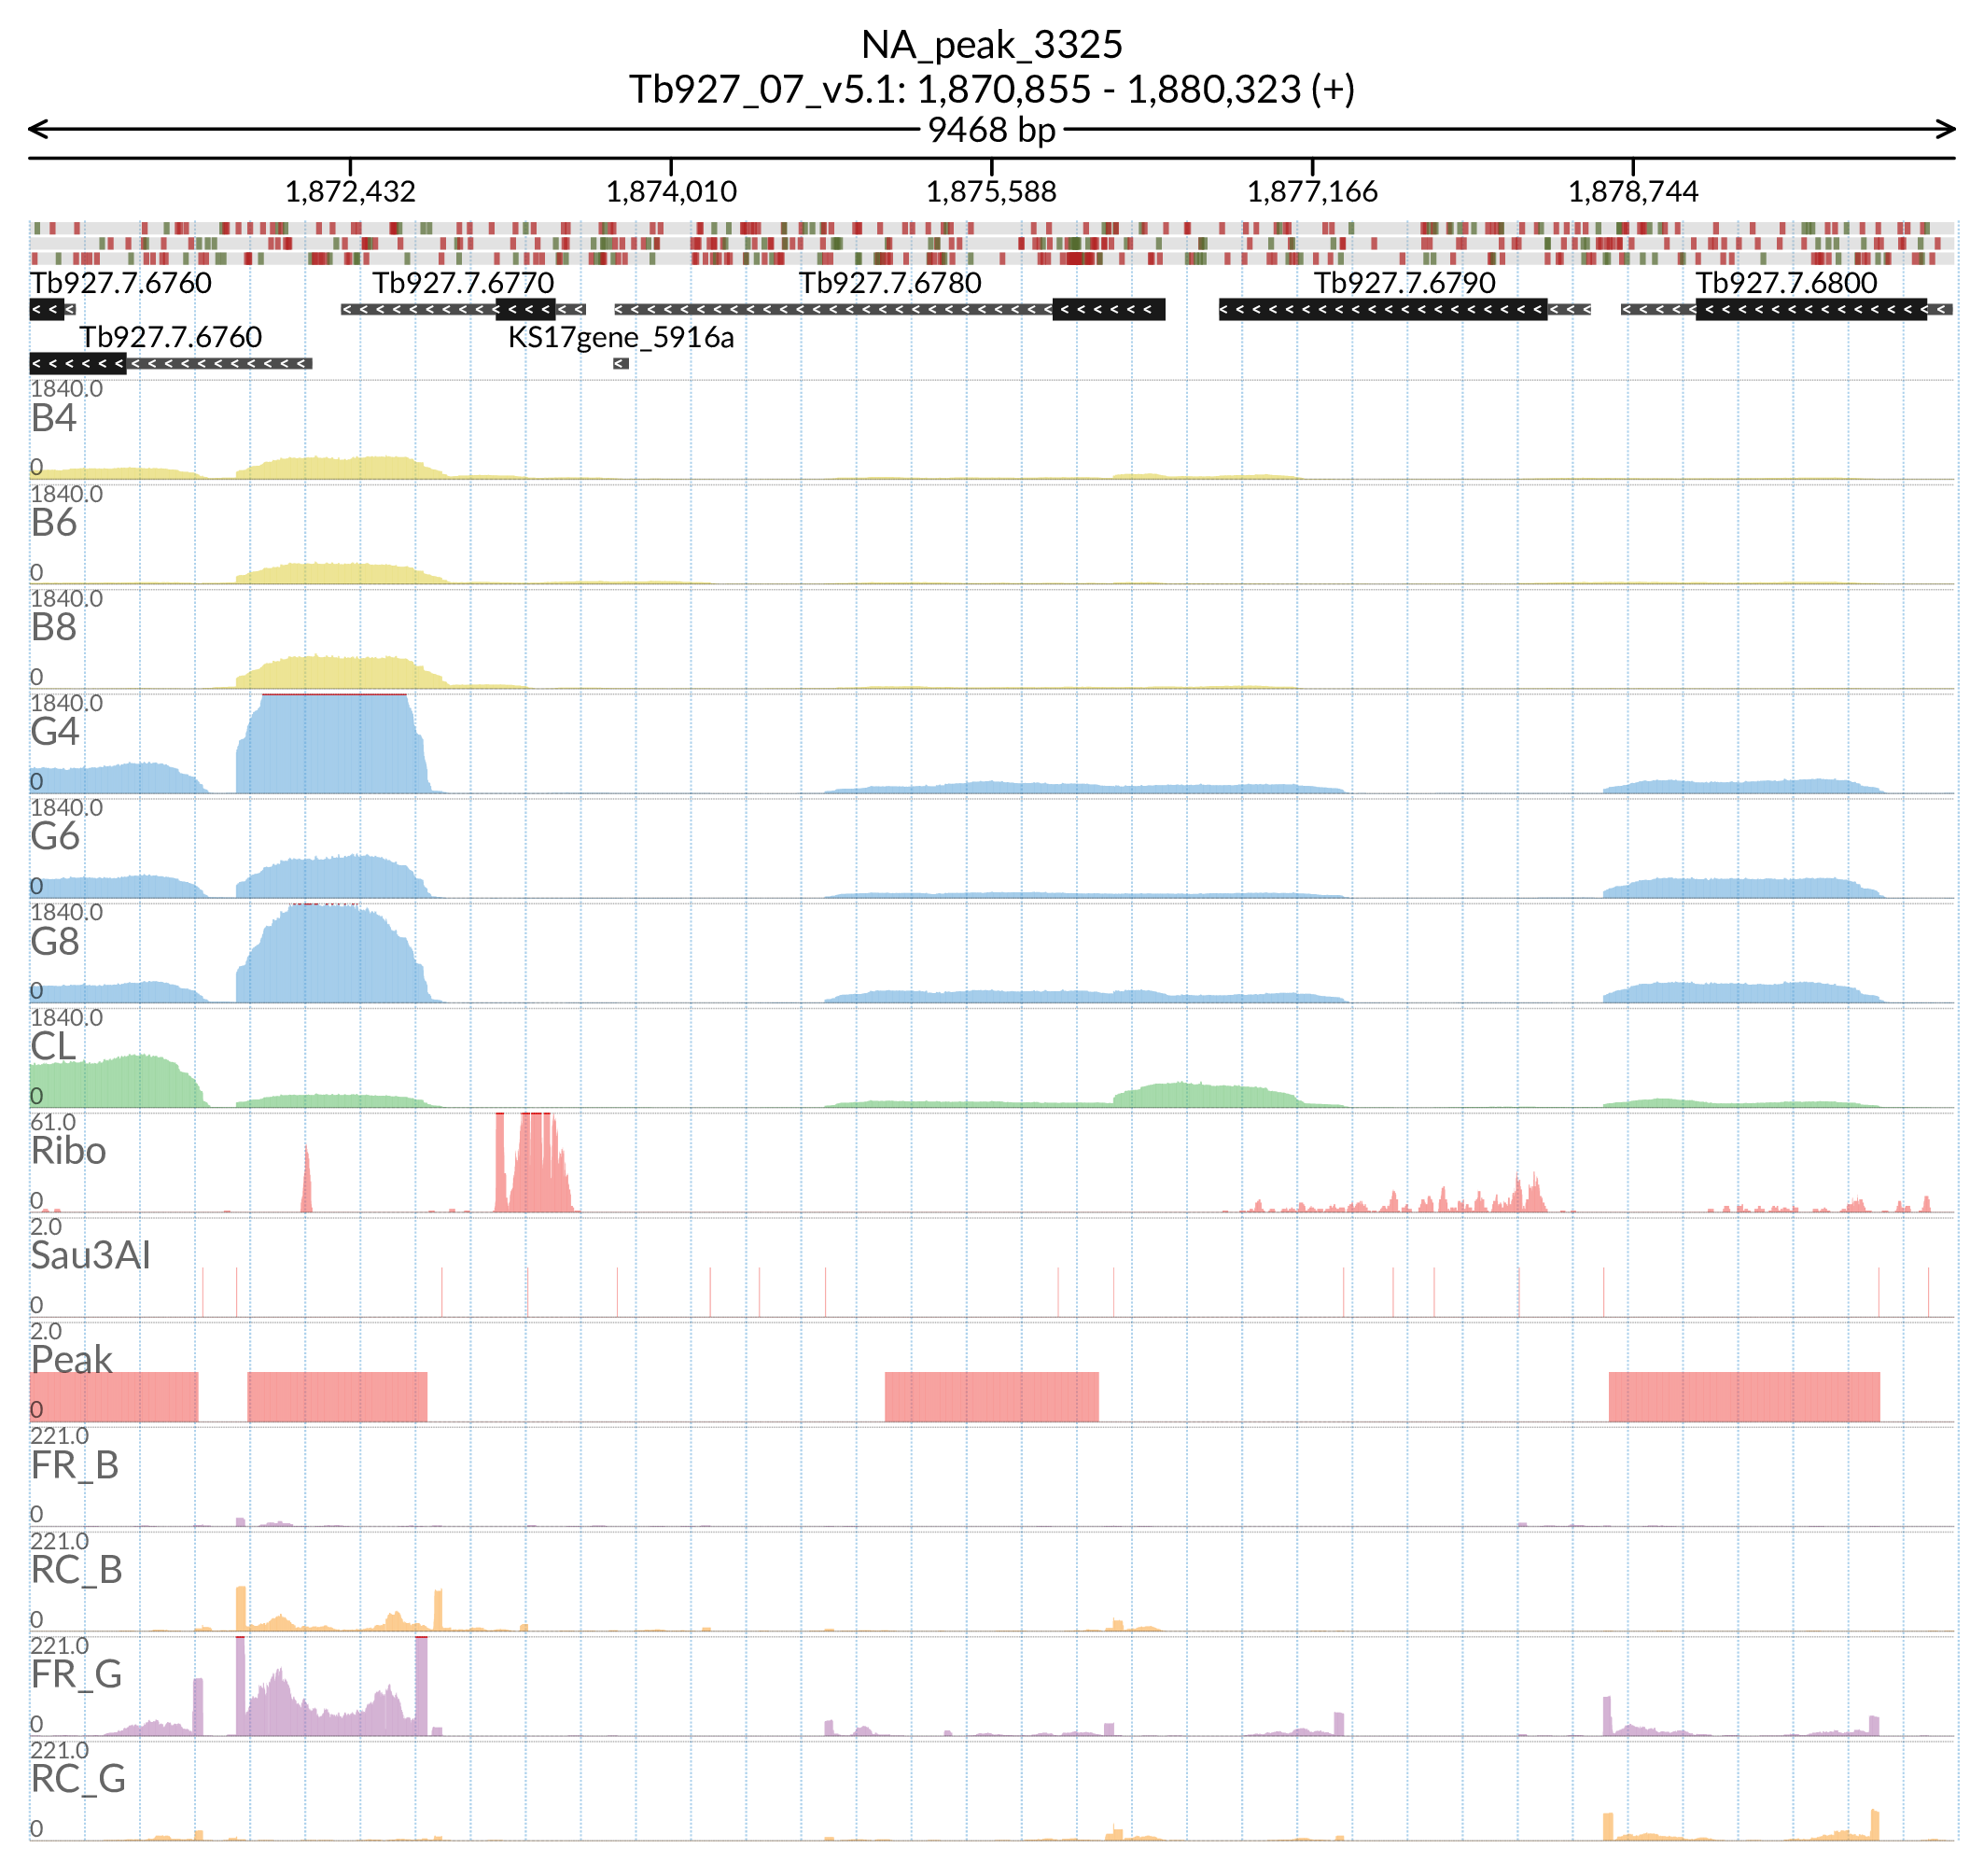 NA_peak_3325
Tb927_07_v5.1: 1,870,855 - 1,880,323 (+)
9468 bp
1,872,432 1,874,010 1,875,588 1,877,166 1,878,744
Tb927.7.6760 Tb927.7.6770 Tb927.7.6780 Tb927.7.6790 Tb927.7.6800
Tb927.7.6760 KS17gene_5916a
1840.0
B4
0
1840.0
B6
0
1840.0
B8
0
1840.0
G4
0
1840.0
G6
0
1840.0
G8
0
1840.0
CL
0
61.0
Ribo
0
2.0
Sau3AI
0
2.0
Peak
0
221.0
FR_B
0
221.0
RC_B
0
221.0
FR_G
0
221.0
RC_G
0